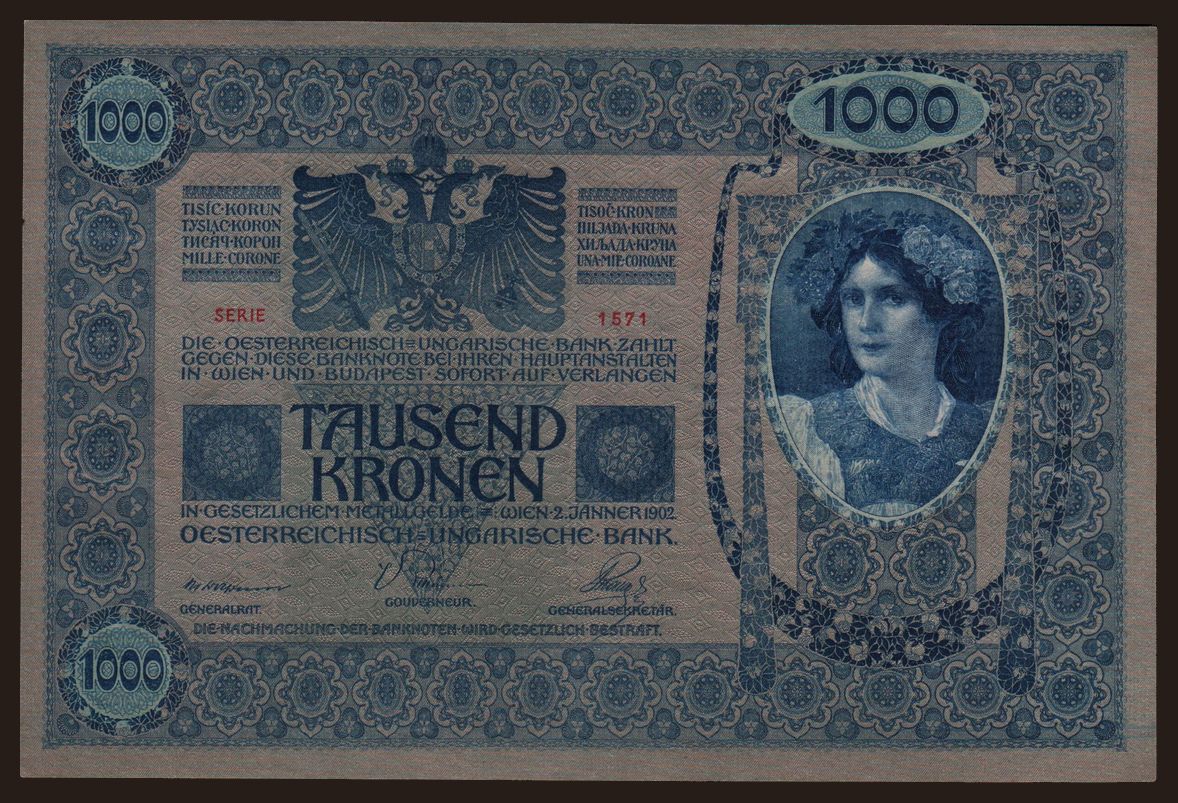 1000
1000
TISÍC·KORUN
TYSIĄC·KORON
ТИСЯЧ·КОРОН
MILLE·CORONE
TISOČ·KRON
HILJADA·KRUNA
ХИЉАДА·КРУНА
UNA·MIE·COROANE
SERIE
1571
DIE·OESTERREICHISCH=UNGARISCHE·BANK·ZAHLT
GEGEN·DIESE·BANKNOTE·BEI·IHREN·HAUPTANSTALTEN
IN·WIEN·UND·BUDAPEST·SOFORT·AUF·VERLANGEN
TAUSEND
KRONEN
IN·GESETZLICHEM·METALLGELDE·=·WIEN·2·JÄNNER·1902.
OESTERREICHISCH=UNGARISCHE·BANK.
GENERALRAT.
GOUVERNEUR.
GENERALSEKRETÄR.
DIE·NACHMACHUNG·DER·BANKNOTEN·WIRD·GESETZLICH·BESTRAFT.
1000